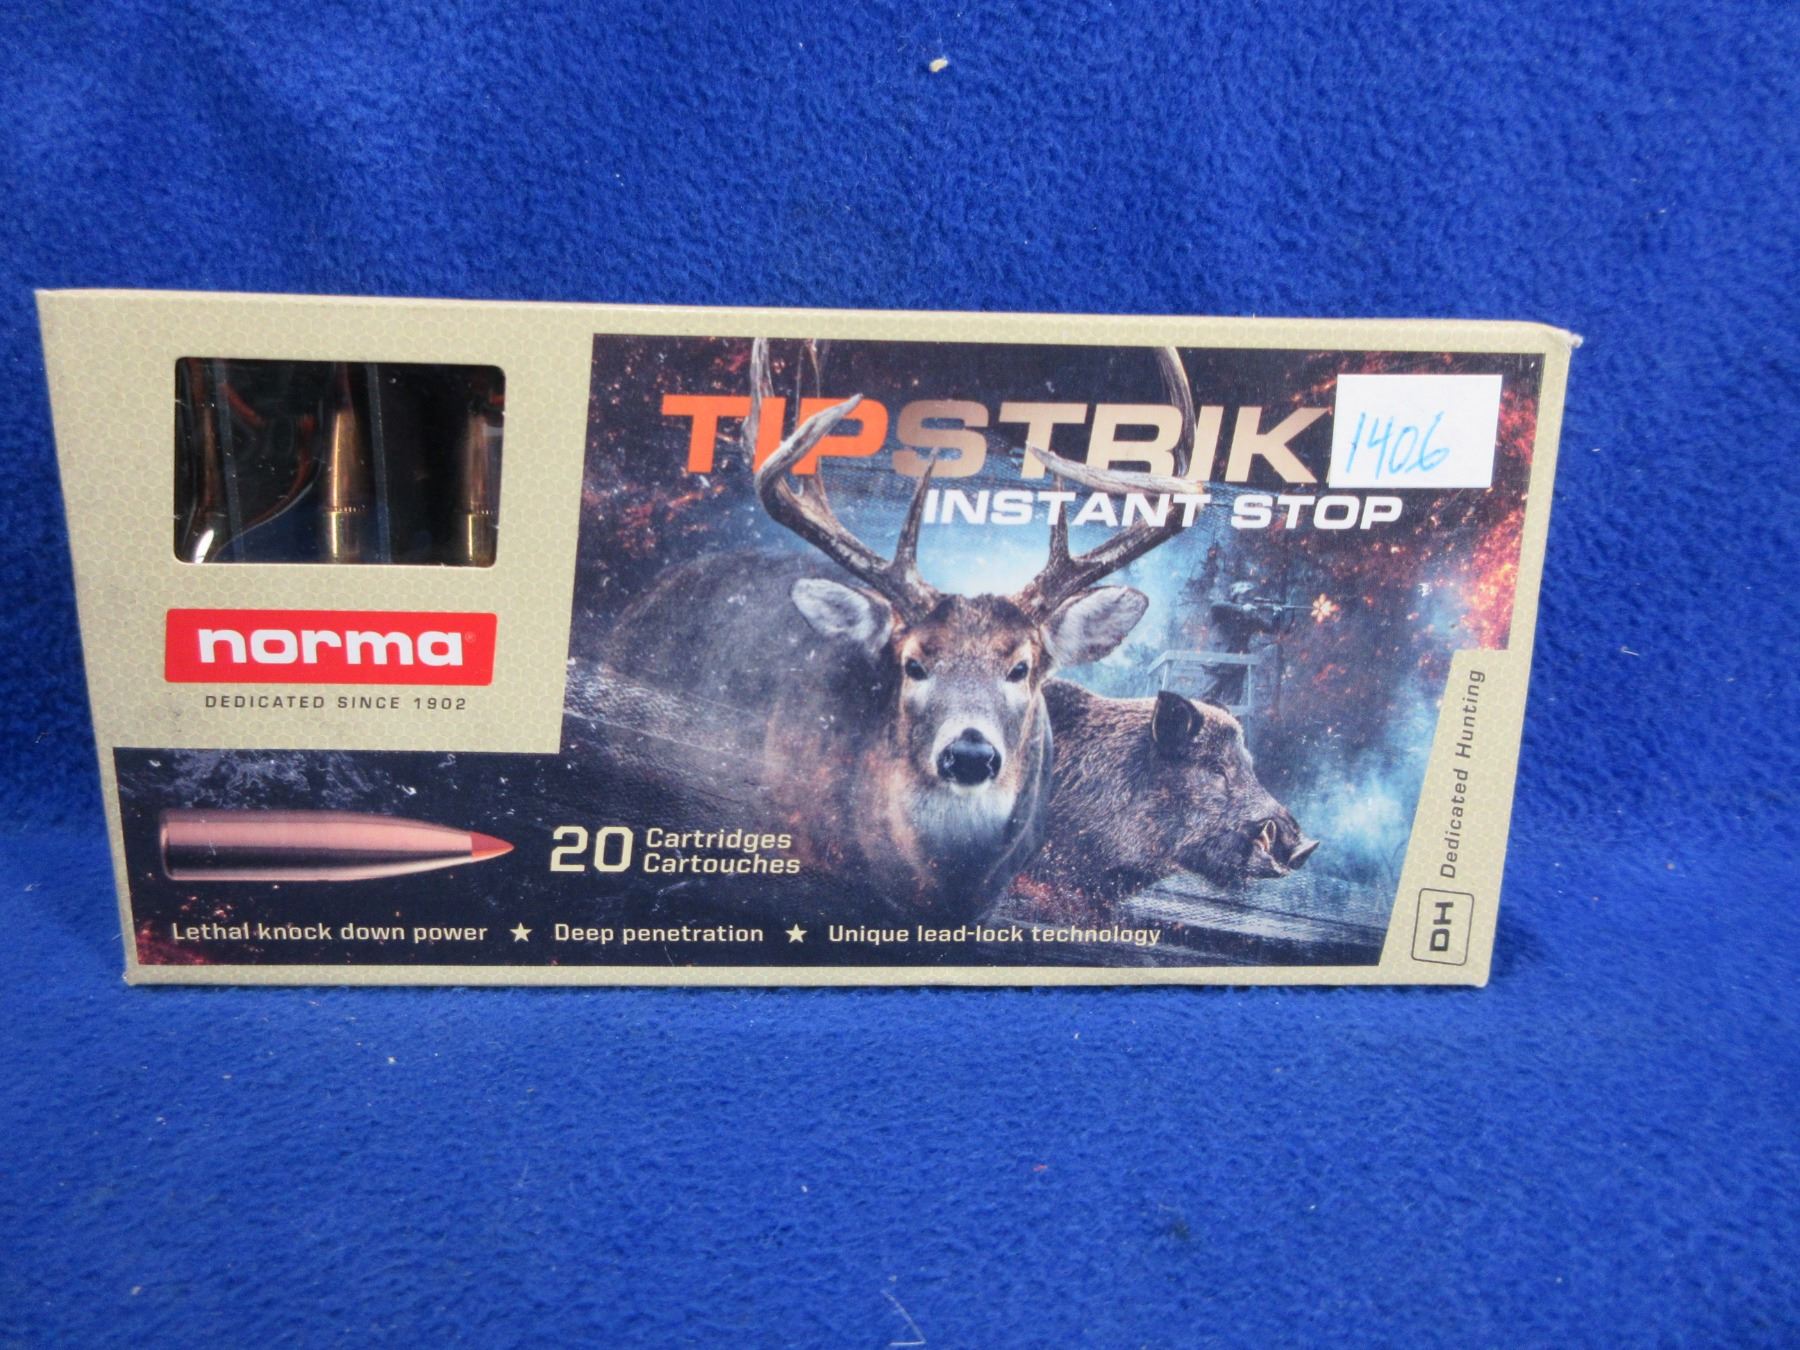 TIPSTRIK
1406
INSTANT STOP
norma®
DEDICATED SINCE 1902
20 Cartridges
Cartouches
Lethal knock down power ★ Deep penetration ★ Unique lead-lock technology
DH Dedicated Hunting